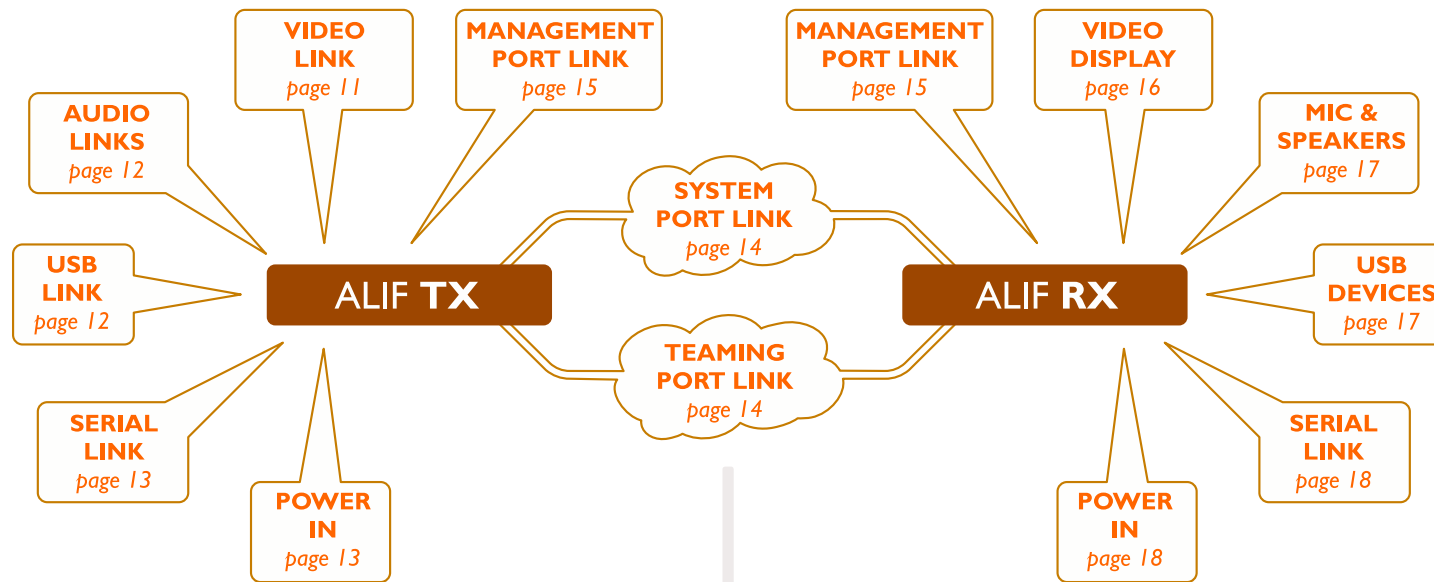 VIDEO
LINK
page 11
MANAGEMENT
PORT LINK
page 15
MANAGEMENT
PORT LINK
page 15
VIDEO
DISPLAY
page 16
AUDIO
LINKS
page 12
MIC &
SPEAKERS
page 17
SYSTEM
PORT LINK
page 14
USB
LINK
page 12
ALIF TX
ALIF RX
USB
DEVICES
page 17
TEAMING
PORT LINK
page 14
SERIAL
LINK
page 13
SERIAL
LINK
page 18
POWER
IN
page 13
POWER
IN
page 18